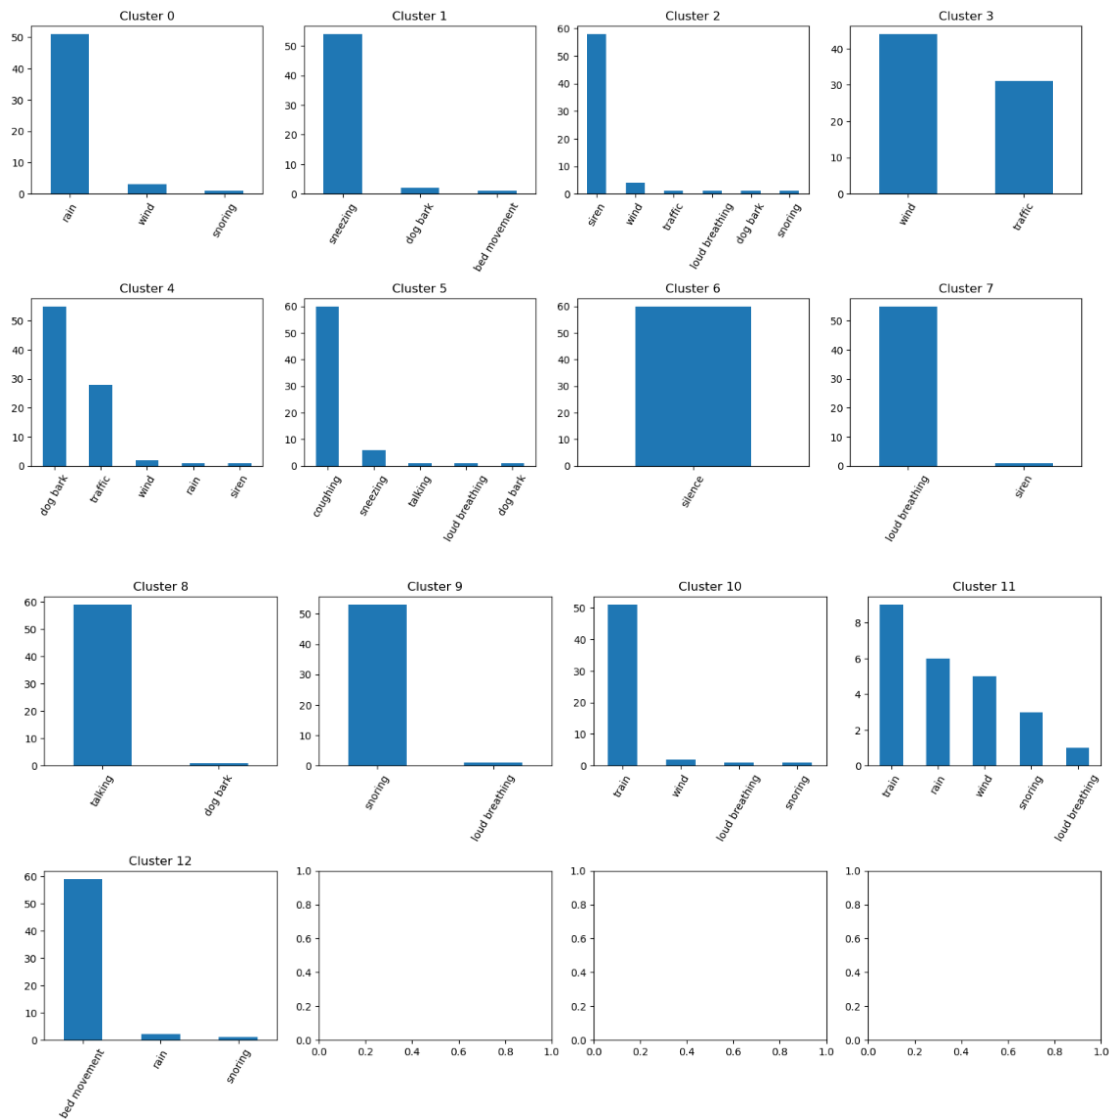 Cluster 0
50
40
30
20
10
0
rain
wind
snoring
Cluster 1
50
40
30
20
10
0
sneezing
dog bark
bed movement
Cluster 2
60
50
40
30
20
10
0
siren
wind
traffic
loud breathing
dog bark
snoring
Cluster 3
40
30
20
10
0
wind
traffic
Cluster 4
50
40
30
20
10
0
dog bark
traffic
wind
rain
siren
Cluster 5
60
50
40
30
20
10
0
coughing
sneezing
talking
loud breathing
dog bark
Cluster 6
60
50
40
30
20
10
0
silence
Cluster 7
50
40
30
20
10
0
loud breathing
siren
Cluster 8
60
50
40
30
20
10
0
talking
dog bark
Cluster 9
50
40
30
20
10
0
snoring
loud breathing
Cluster 10
50
40
30
20
10
0
train
wind
loud breathing
snoring
Cluster 11
8
6
4
2
0
train
rain
wind
snoring
loud breathing
Cluster 12
60
50
40
30
20
10
0
bed movement
rain
snoring
1.0
0.8
0.6
0.4
0.2
0.0
0.0 0.2 0.4 0.6 0.8 1.0
1.0
0.8
0.6
0.4
0.2
0.0
0.0 0.2 0.4 0.6 0.8 1.0
1.0
0.8
0.6
0.4
0.2
0.0
0.0 0.2 0.4 0.6 0.8 1.0